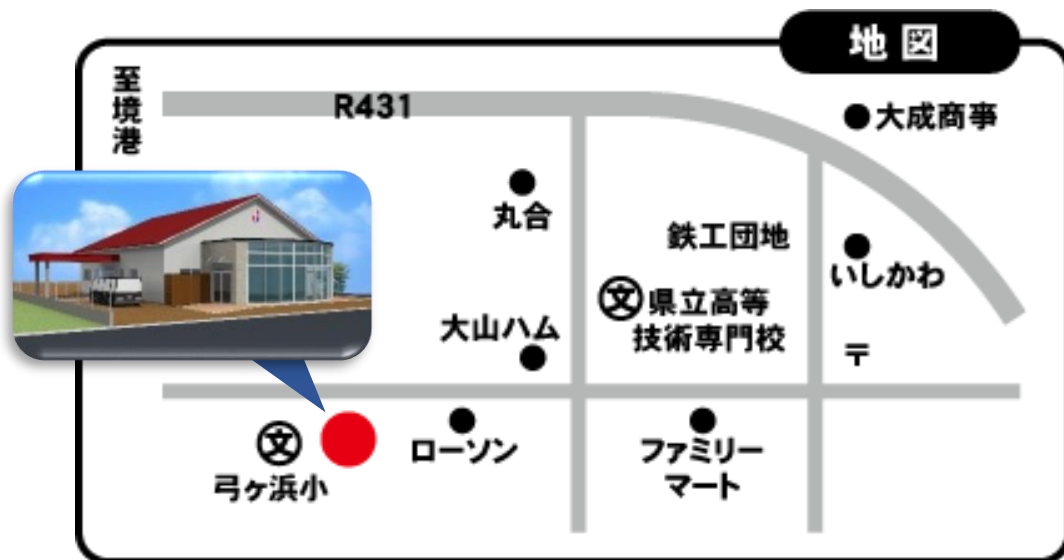 地図
至境港
R431
大成商事
丸合
鉄工団地
いしかわ
文
県立高等
技術専門校
大山ハム
〒
文
弓ヶ浜小
ローソン
ファミリー
マート